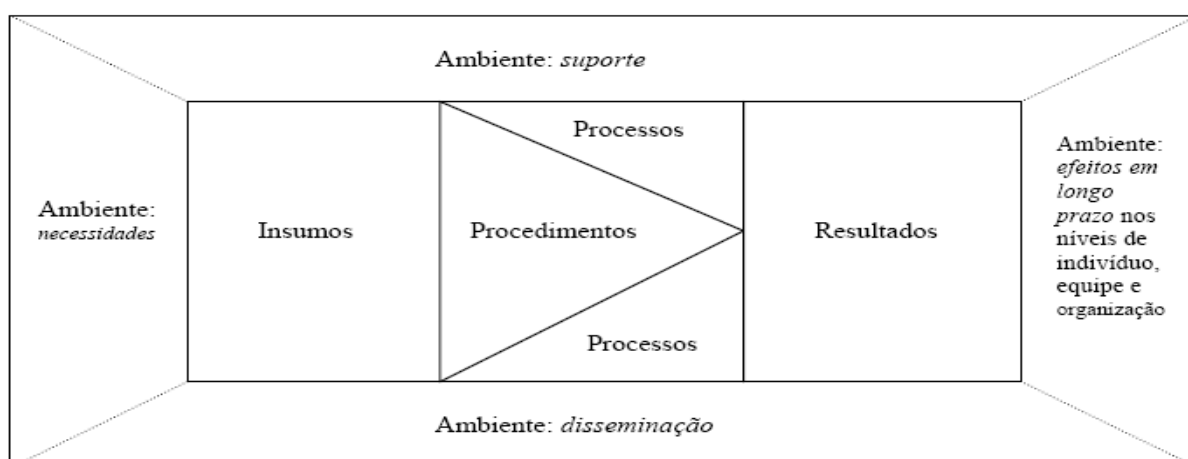 Ambiente: suporte
Processos
Ambiente:
efeitos em
longo
prazo nos
níveis de
indivíduo,
equipe e
organização
Ambiente:
necessidades
Insumos
Procedimentos
Resultados
Processos
Ambiente: disseminação